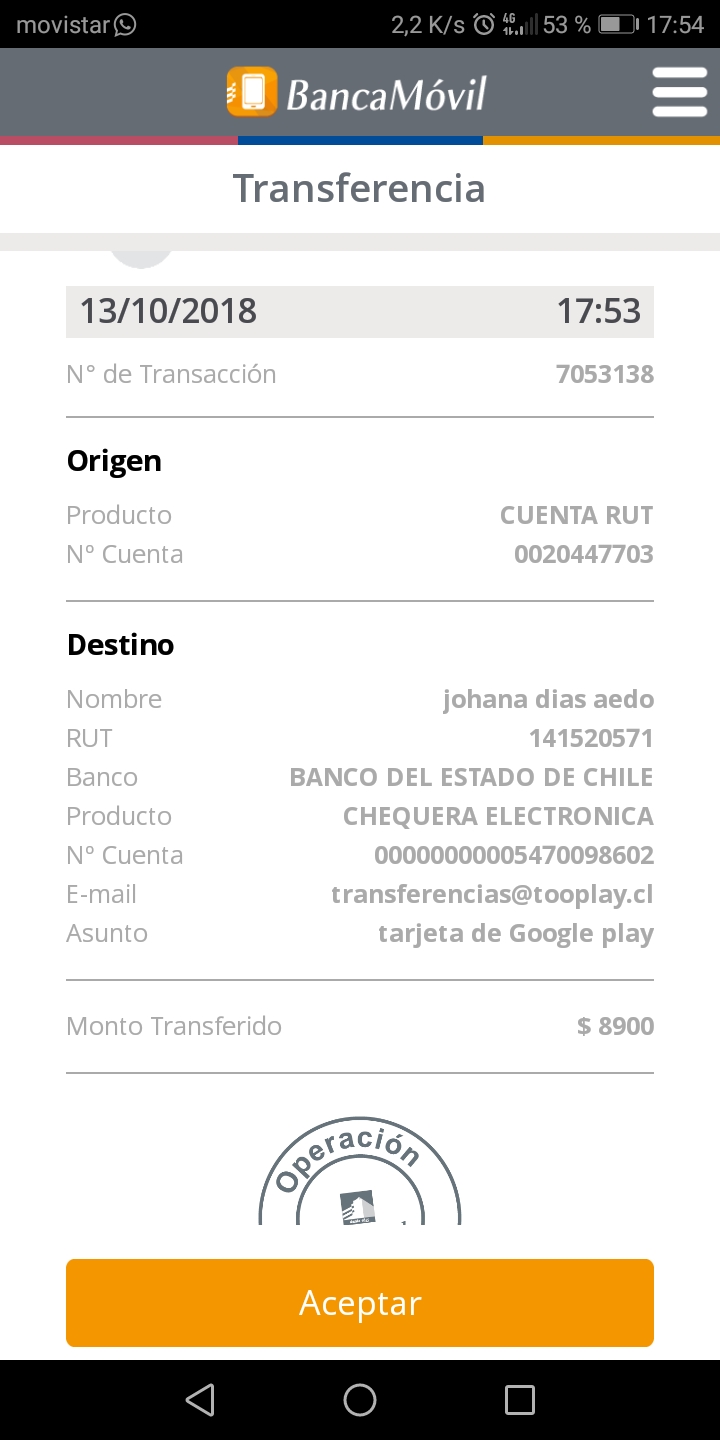 movistar 2,2 K/s 4G 53 % 17:54
BancaMóvil
Transferencia
13/10/2018 17:53
N° de Transacción 7053138
Origen
Producto CUENTA RUT
Nº Cuenta 0020447703
Destino
Nombre johana dias aedo
RUT 141520571
Banco BANCO DEL ESTADO DE CHILE
Producto CHEQUERA ELECTRONICA
Nº Cuenta 00000000005470098602
E-mail transferencias@tooplay.cl
Asunto tarjeta de Google play
Monto Transferido $ 8900
Operación
Aceptar